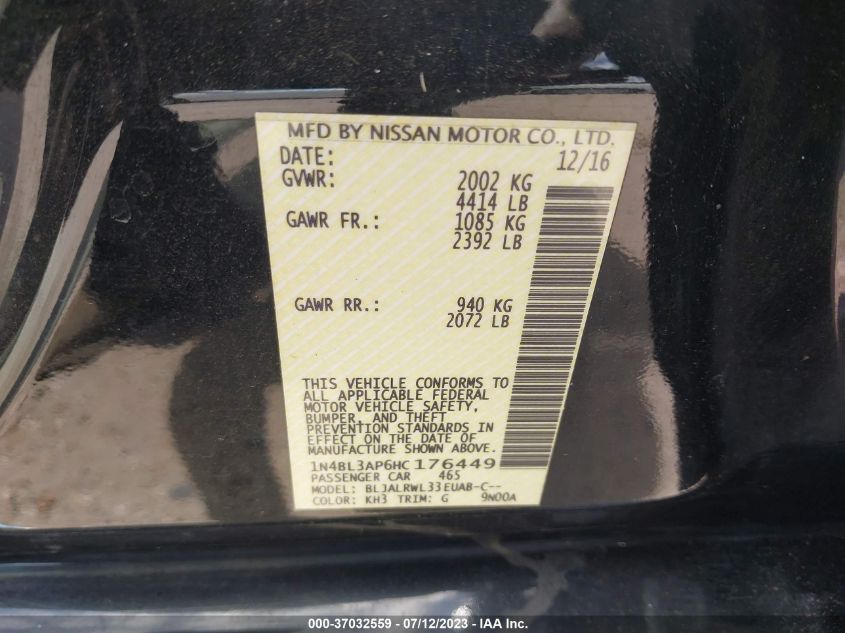 MFD BY NISSAN MOTOR CO., LTD.
DATE: 12/16
GVWR: 2002 KG
4414 LB
GAWR FR.: 1085 KG
2392 LB
GAWR RR.: 940 KG
2072 LB
THIS VEHICLE CONFORMS TO
ALL APPLICABLE FEDERAL
MOTOR VEHICLE SAFETY,
BUMPER, AND THEFT
PREVENTION STANDARDS IN
EFFECT ON THE DATE OF
MANUFACTURE SHOWN ABOVE.
1N4BL3AP6HC176449
PASSENGER CAR 465
MODEL: BL3ALRWL33EUAB-C--
COLOR: KH3 TRIM: G 9N00A
000-37032559 - 07/12/2023 - IAA Inc.